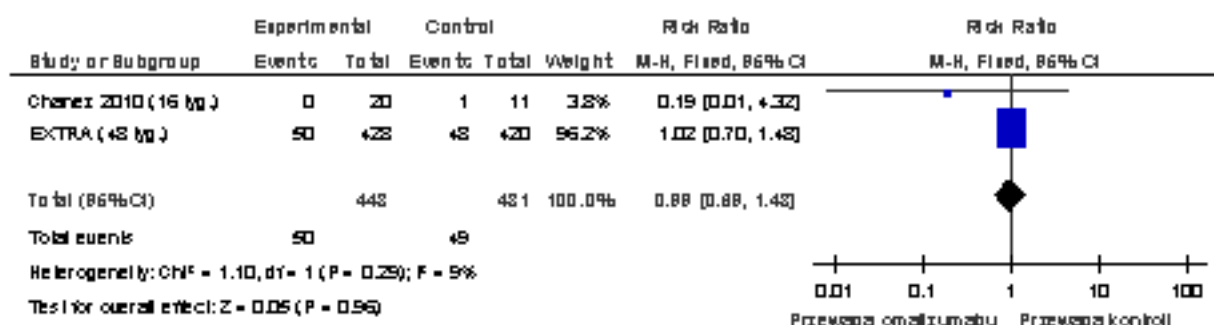 Experimental Control Risk Ratio Risk Ratio
Study or Subgroup Events Total Events Total Weight M-H, Fixed, 95% CI M-H, Fixed, 95% CI
Chanez 2010 (16 tyg.) 0 20 1 11 3.8% 0.19 [0.01, 4.32]
EXTRA (48 tyg.) 50 428 48 420 96.2% 1.02 [0.70, 1.48]
Total (95% CI) 448 431 100.0% 0.99 [0.69, 1.43]
Total events 50 49
Heterogeneity: Chi² = 1.10, df = 1 (P = 0.29); I² = 9%
Test for overall effect: Z = 0.05 (P = 0.96)
0.01 0.1 1 10 100
Przewaga omalizumabu Przewaga kontroli